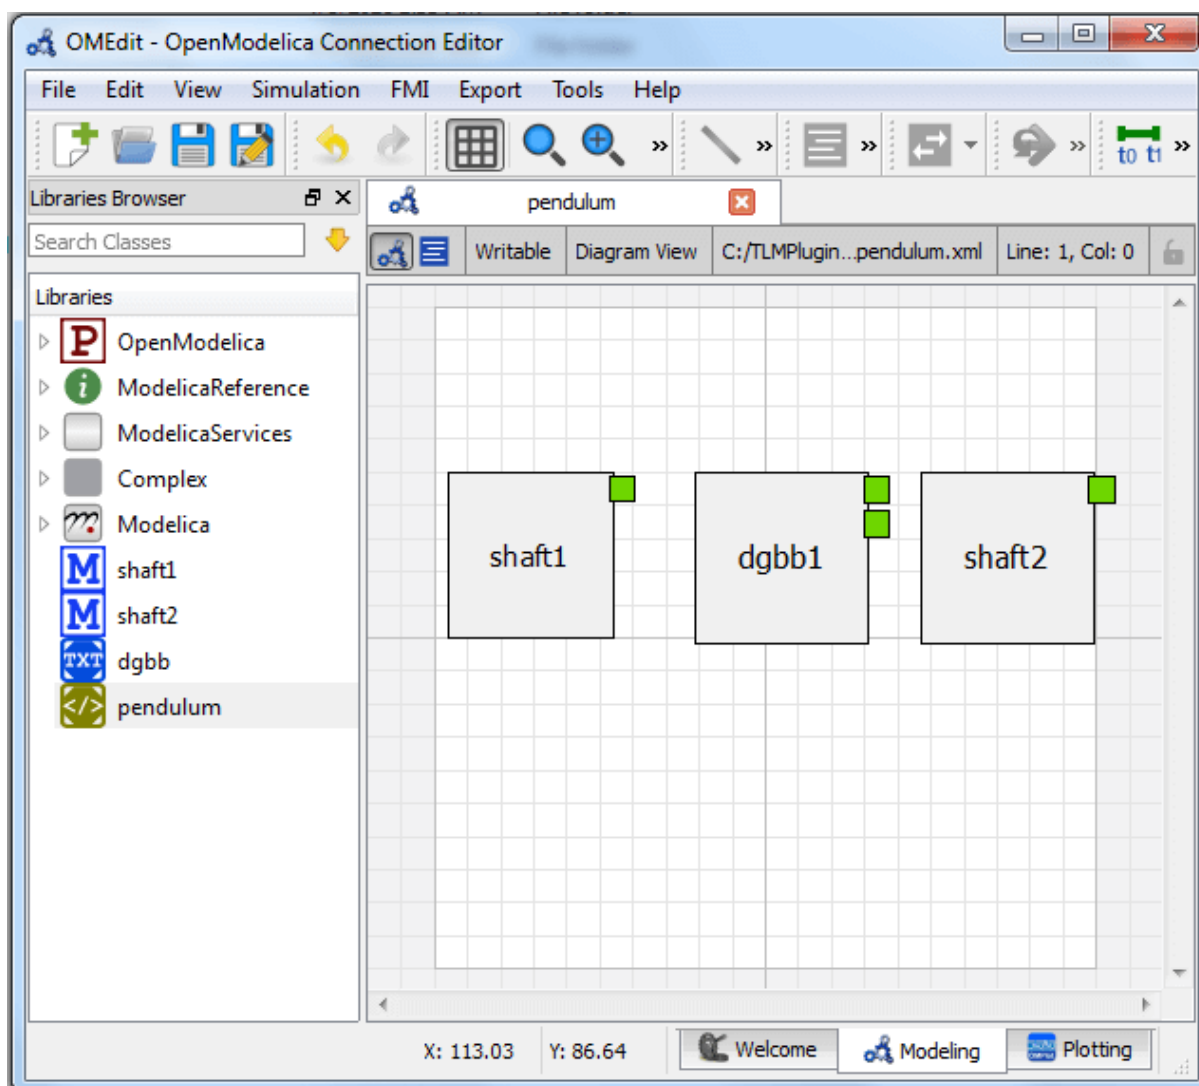 OMEdit - OpenModelica Connection Editor
File Edit View Simulation FMI Export Tools Help
t0 t1
Libraries Browser
pendulum
Search Classes
Writable Diagram View C:/TLMPlugin...pendulum.xml Line: 1, Col: 0
Libraries
P OpenModelica
i ModelicaReference
ModelicaServices
Complex
Modelica
M shaft1
M shaft2
TXT dgbb
</> pendulum
shaft1 dgbb1 shaft2
X: 113.03 Y: 86.64 Welcome Modeling Plotting